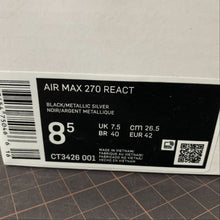 AIR MAX 270 REACT
BLACK/METALLIC SILVER
NOIR/ARGENT METALLIQUE
8.5
UK 7.5 cm 26.5
BR 40 EUR 42
CT3426 001
MADE IN VIETNAM